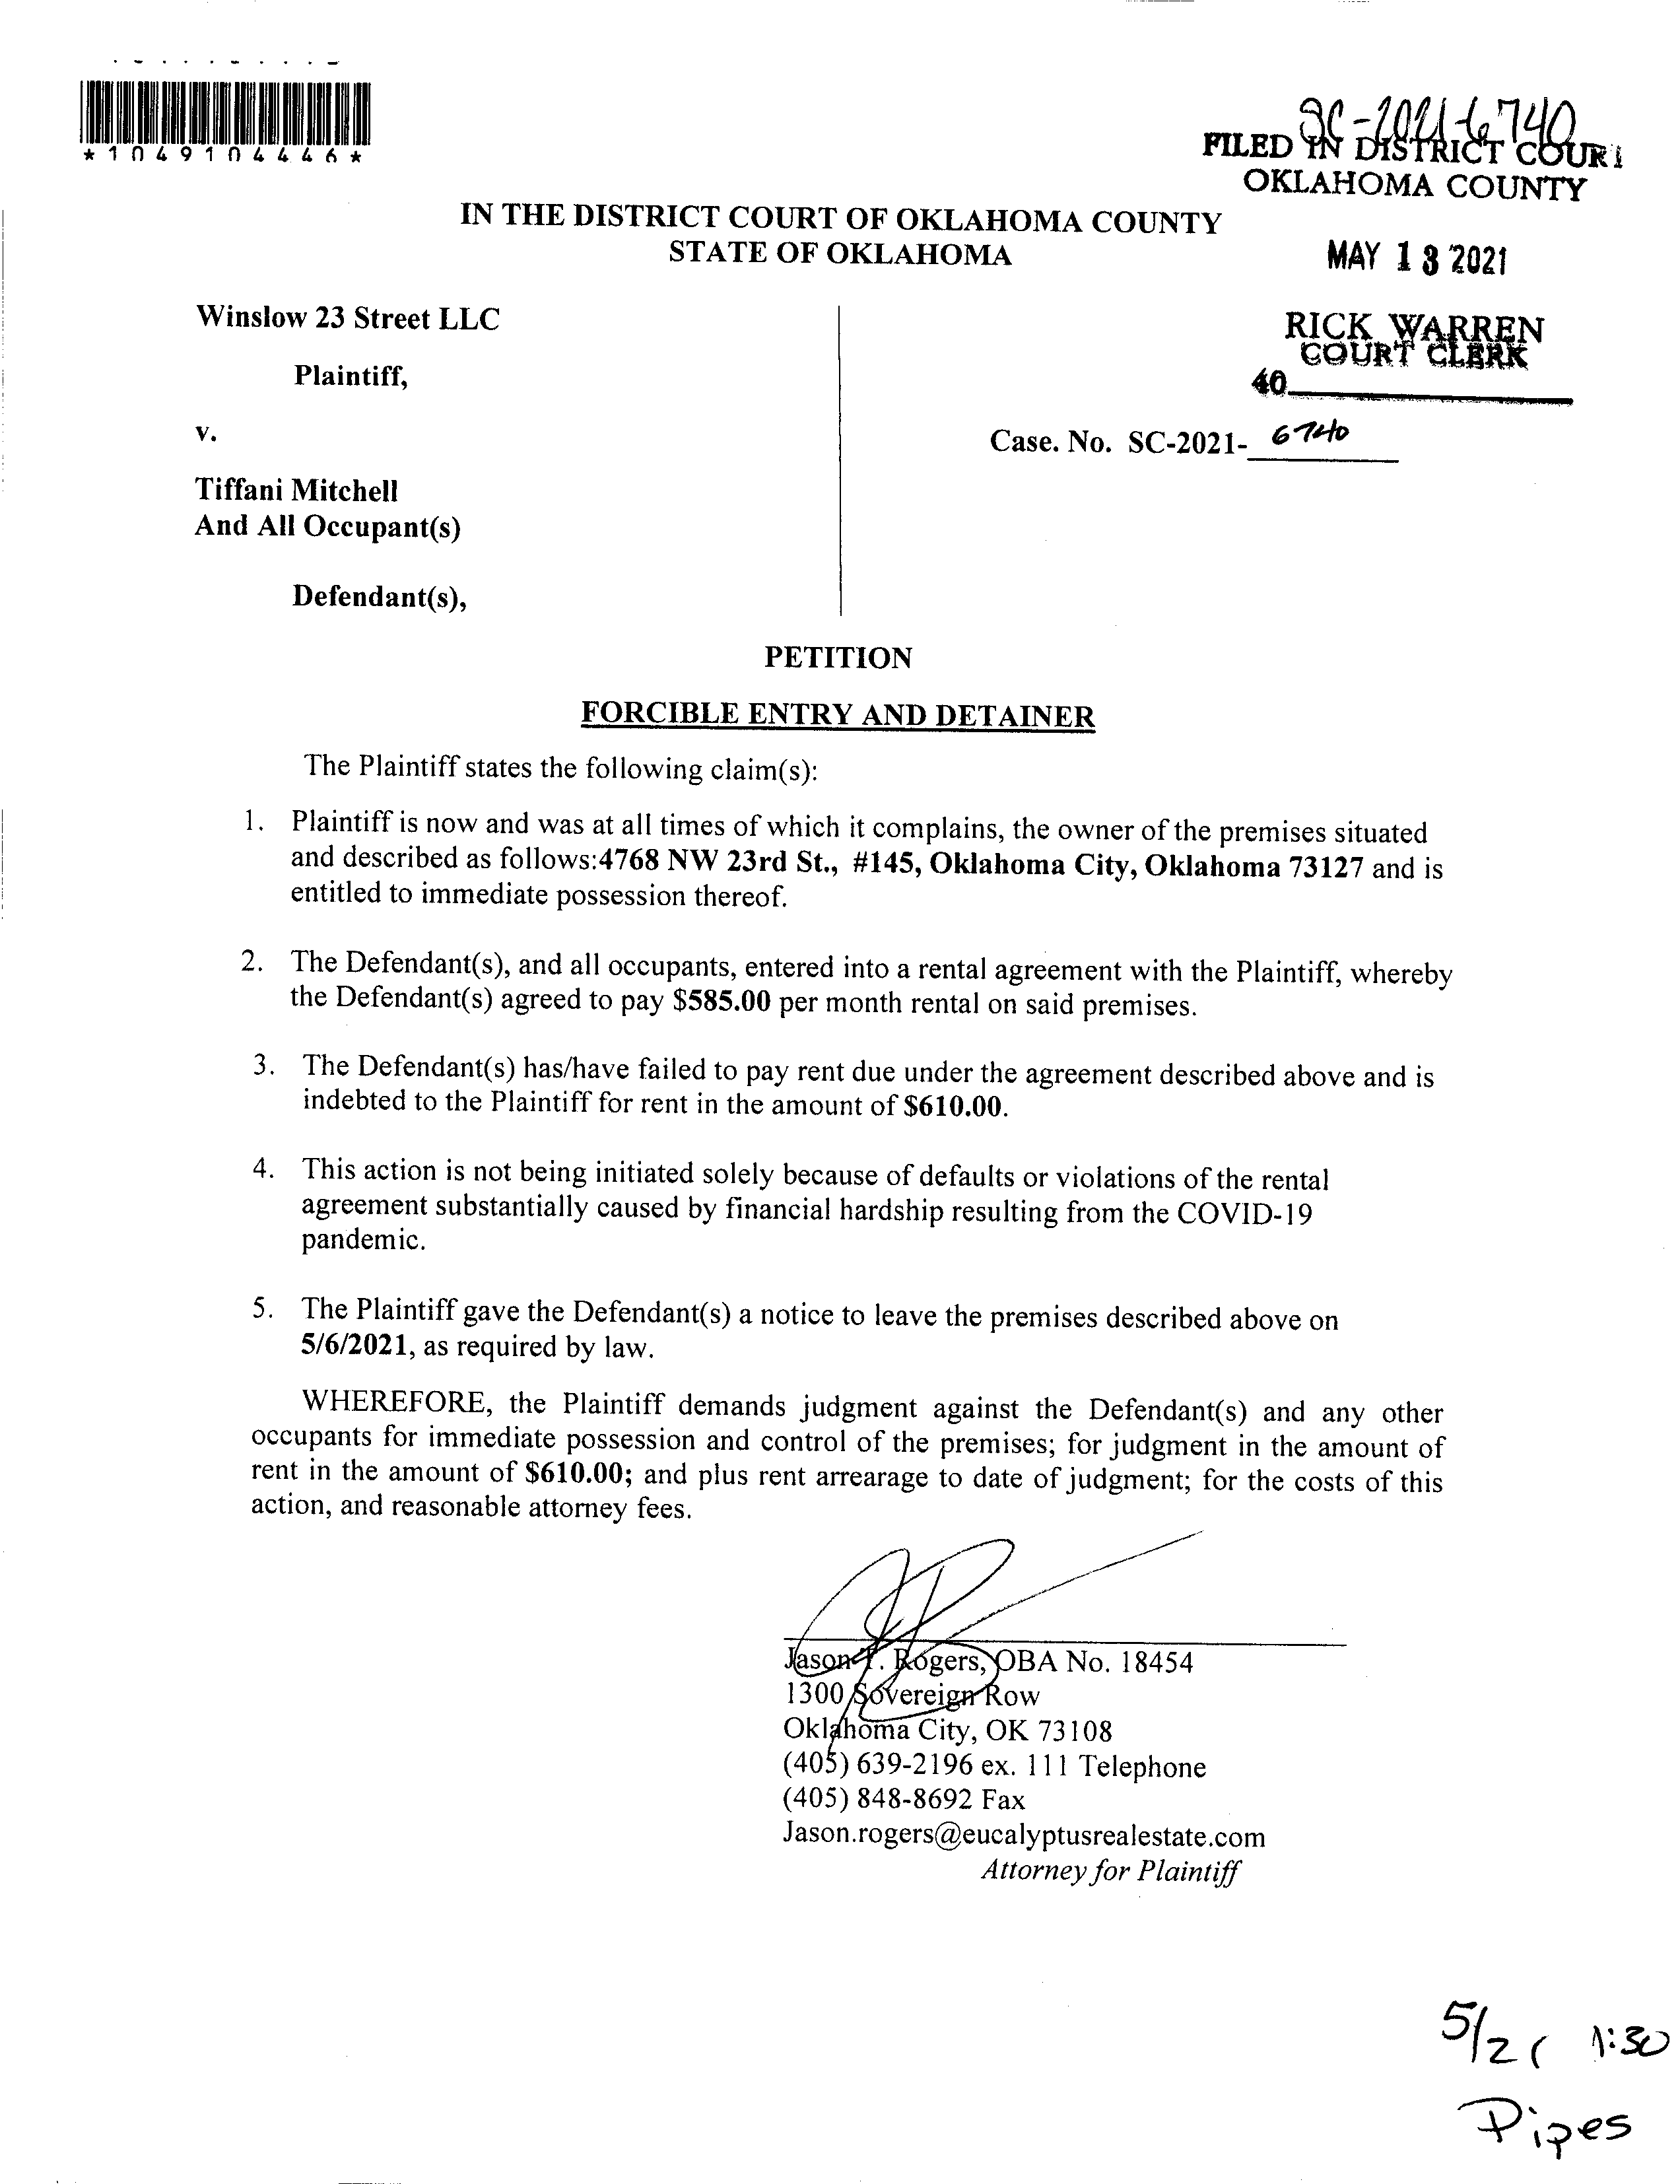 *1049104446*
SC-2021-6740
FILED IN DISTRICT COURT
OKLAHOMA COUNTY
IN THE DISTRICT COURT OF OKLAHOMA COUNTY
STATE OF OKLAHOMA
MAY 13 2021
Winslow 23 Street LLC
RICK WARREN
COURT CLERK
Plaintiff,
40
v.
Case. No. SC-2021- 6740
Tiffani Mitchell
And All Occupant(s)
Defendant(s),
PETITION
FORCIBLE ENTRY AND DETAINER
The Plaintiff states the following claim(s):
1. Plaintiff is now and was at all times of which it complains, the owner of the premises situated
and described as follows:4768 NW 23rd St., #145, Oklahoma City, Oklahoma 73127 and is
entitled to immediate possession thereof.
2. The Defendant(s), and all occupants, entered into a rental agreement with the Plaintiff, whereby
the Defendant(s) agreed to pay $585.00 per month rental on said premises.
3. The Defendant(s) has/have failed to pay rent due under the agreement described above and is
indebted to the Plaintiff for rent in the amount of $610.00.
4. This action is not being initiated solely because of defaults or violations of the rental
agreement substantially caused by financial hardship resulting from the COVID-19
pandemic.
5. The Plaintiff gave the Defendant(s) a notice to leave the premises described above on
5/6/2021, as required by law.
WHEREFORE, the Plaintiff demands judgment against the Defendant(s) and any other
occupants for immediate possession and control of the premises; for judgment in the amount of
rent in the amount of $610.00; and plus rent arrearage to date of judgment; for the costs of this
action, and reasonable attorney fees.
Jason T. Rogers, OBA No. 18454
1300 Sovereign Row
Oklahoma City, OK 73108
(405) 639-2196 ex. 111 Telephone
(405) 848-8692 Fax
Jason.rogers@eucalyptusrealestate.com
Attorney for Plaintiff
5/21 1:30
Pipes